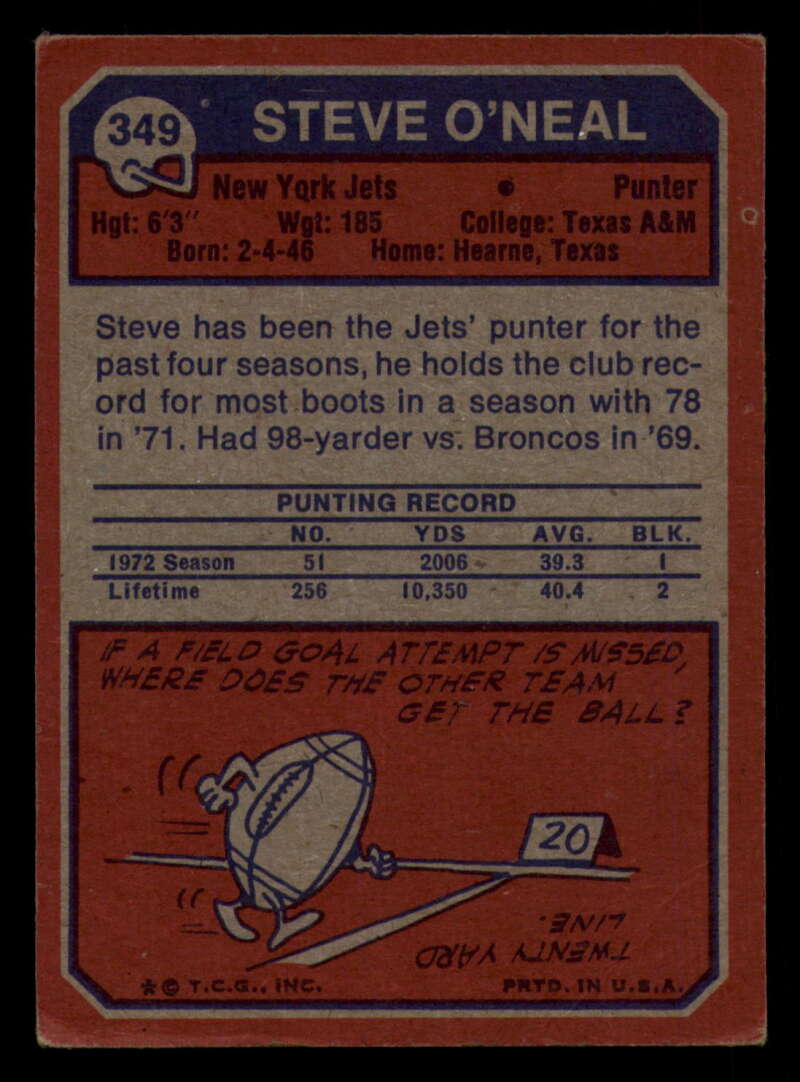 349
STEVE O'NEAL
New York Jets • Punter
Hgt: 6'3" Wgt: 185 College: Texas A&M
Born: 2-4-46 Home: Hearne, Texas
Steve has been the Jets' punter for the
past four seasons, he holds the club rec-
ord for most boots in a season with 78
in '71. Had 98-yarder vs. Broncos in '69.
PUNTING RECORD
NO. YDS AVG. BLK.
1972 Season 51 2006 39.3 1
Lifetime 256 10,350 40.4 2
IF A FIELD GOAL ATTEMPT IS MISSED,
WHERE DOES THE OTHER TEAM
GET THE BALL?
20
TWENTY YARD
LINE.
* © T.C.G., INC. PRTD. IN U.S.A.